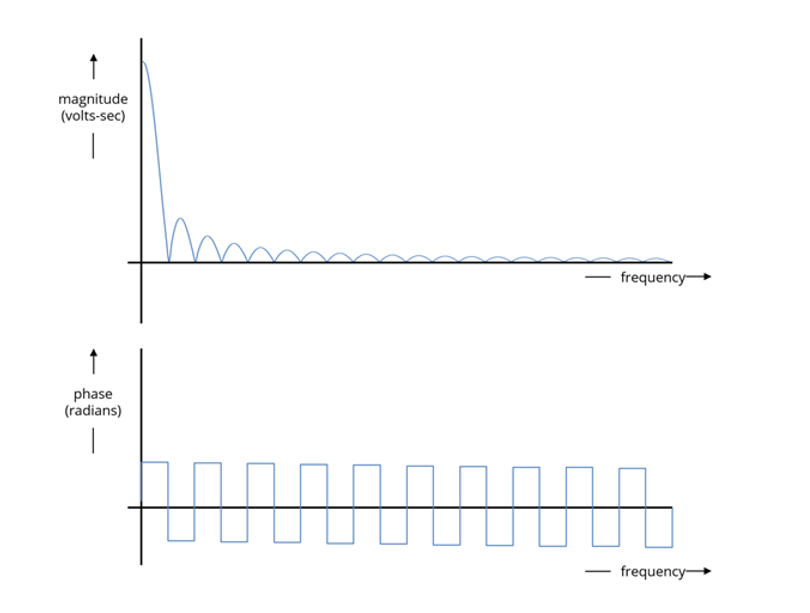 magnitude
(volts-sec)
frequency
phase
(radians)
frequency